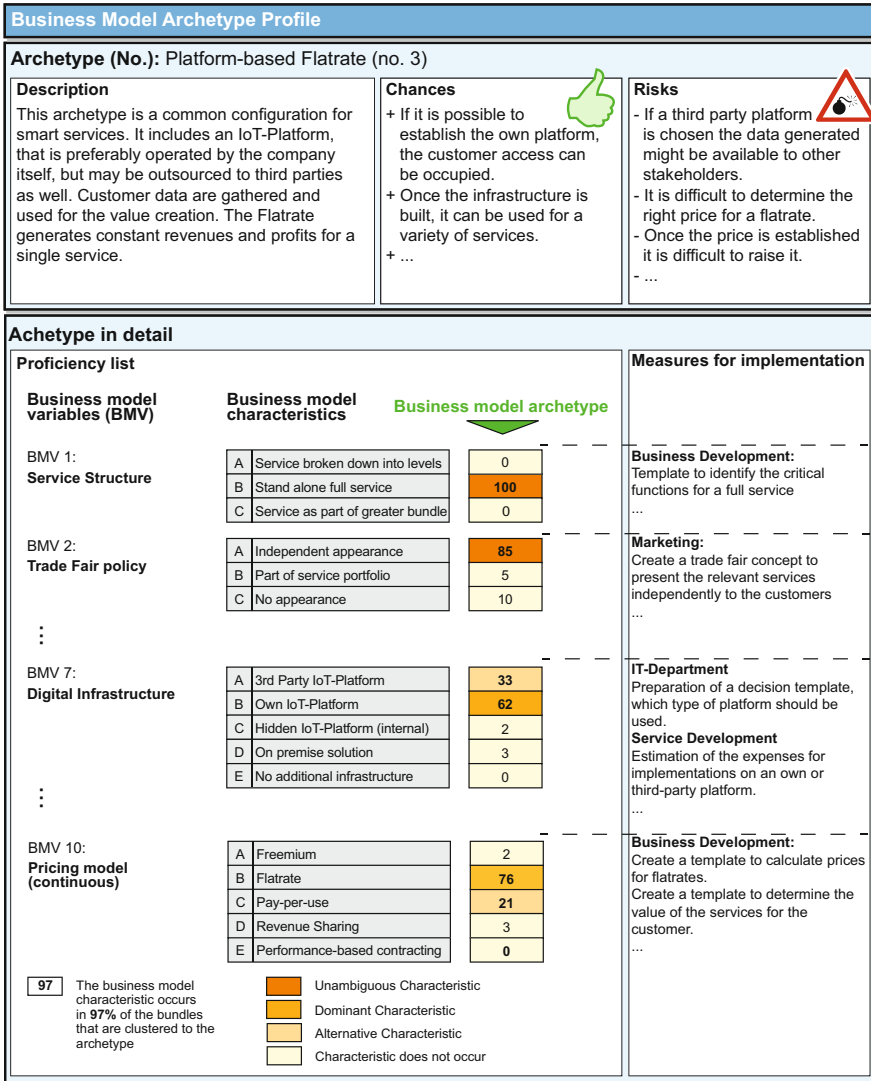 Business Model Archetype Profile
Archetype (No.): Platform-based Flatrate (no. 3)
Description
This archetype is a common configuration for
smart services. It includes an IoT-Platform,
that is preferably operated by the company
itself, but may be outsourced to third parties
as well. Customer data are gathered and
used for the value creation. The Flatrate
generates constant revenues and profits for a
single service.
Chances
+ If it is possible to
establish the own platform,
the customer access can
be occupied.
+ Once the infrastructure is
built, it can be used for a
variety of services.
+ ...
Risks
- If a third party platform
is chosen the data generated
might be available to other
stakeholders.
- It is difficult to determine the
right price for a flatrate.
- Once the price is established
it is difficult to raise it.
- ...
Achetype in detail
Proficiency list
Measures for implementation
Business model
variables (BMV)
Business model
characteristics
Business model archetype
BMV 1:
Service Structure
A Service broken down into levels 0
B Stand alone full service 100
C Service as part of greater bundle 0
Business Development:
Template to identify the critical
functions for a full service
...
BMV 2:
Trade Fair policy
A Independent appearance 85
B Part of service portfolio 5
C No appearance 10
Marketing:
Create a trade fair concept to
present the relevant services
independently to the customers
...
⋮
BMV 7:
Digital Infrastructure
A 3rd Party IoT-Platform 33
B Own IoT-Platform 62
C Hidden IoT-Platform (internal) 2
D On premise solution 3
E No additional infrastructure 0
IT-Department
Preparation of a decision template,
which type of platform should be
used.
Service Development
Estimation of the expenses for
implementations on an own or
third-party platform.
...
⋮
BMV 10:
Pricing model
(continuous)
A Freemium 2
B Flatrate 76
C Pay-per-use 21
D Revenue Sharing 3
E Performance-based contracting 0
Business Development:
Create a template to calculate prices
for flatrates.
Create a template to determine the
value of the services for the
customer.
...
97 The business model
characteristic occurs
in 97% of the bundles
that are clustered to the
archetype
Unambiguous Characteristic
Dominant Characteristic
Alternative Characteristic
Characteristic does not occur